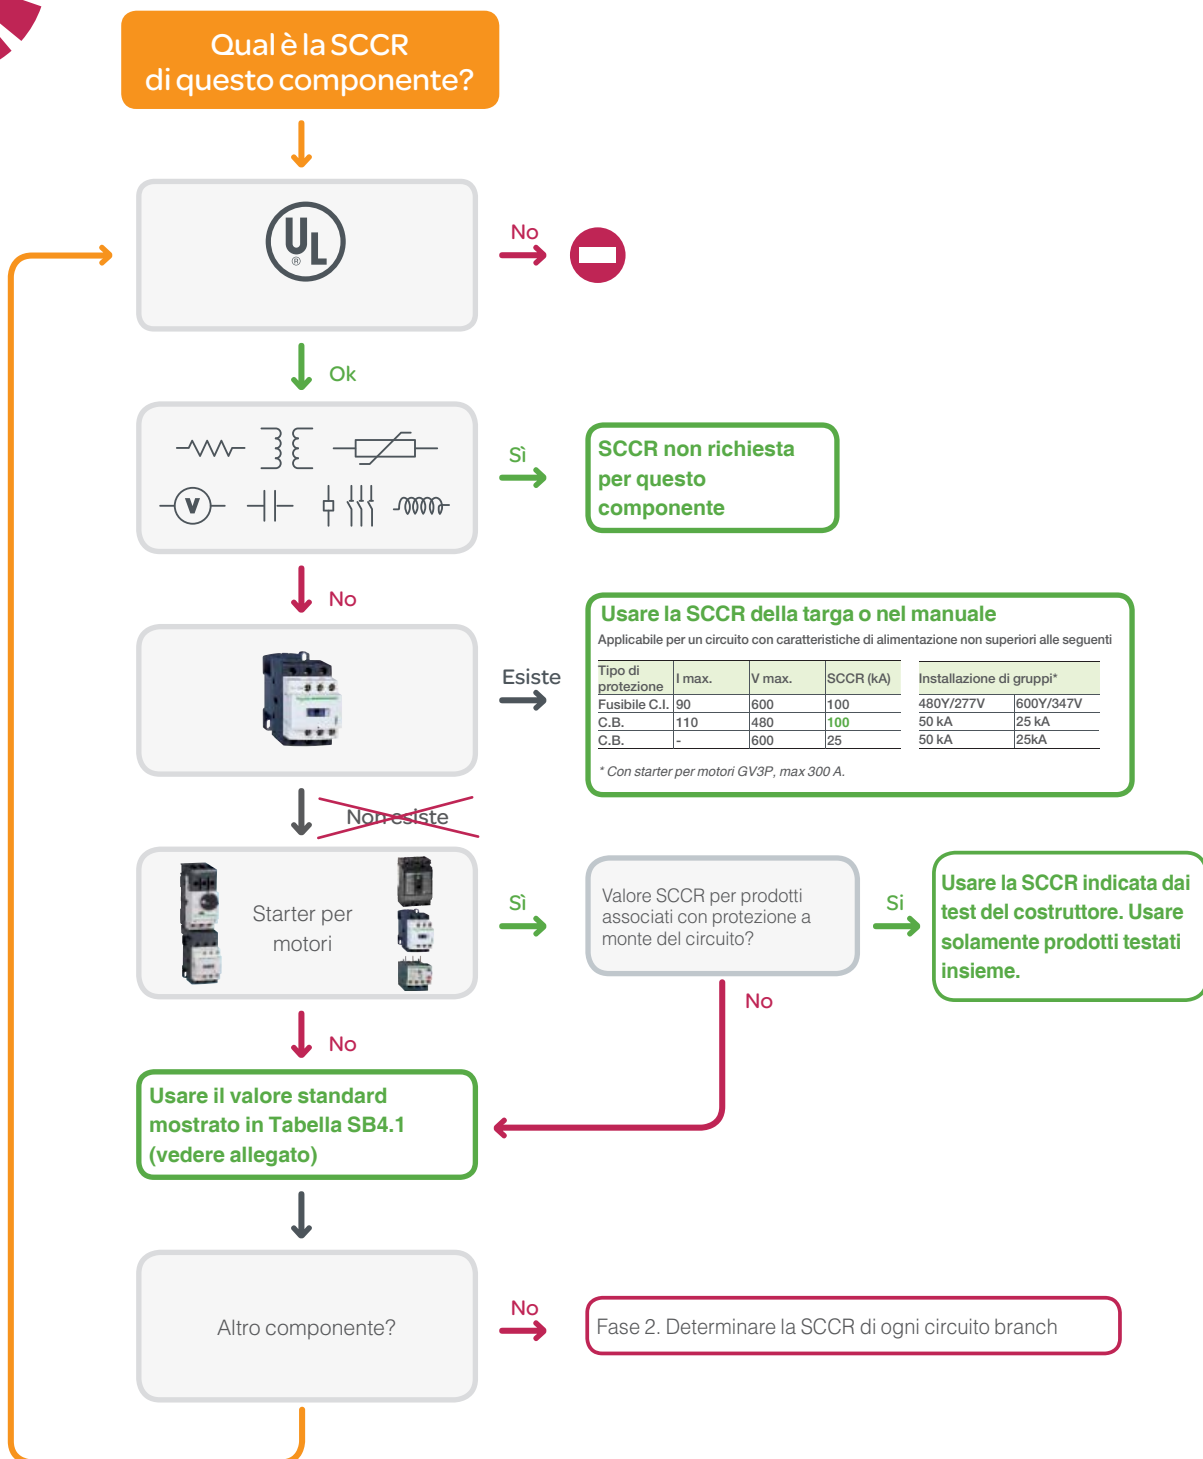 Qual è la SCCR
di questo componente?
UL
®
No
Ok
V
Sì
SCCR non richiesta
per questo
componente
No
Esiste
Usare la SCCR della targa o nel manuale
Applicabile per un circuito con caratteristiche di alimentazione non superiori alle seguenti
Tipo di protezione I max. V max. SCCR (kA) Installazione di gruppi*
Fusibile C.I. 90 600 100 480Y/277V 600Y/347V
C.B. 110 480 100 50 kA 25 kA
C.B. - 600 25 50 kA 25kA
* Con starter per motori GV3P, max 300 A.
Non esiste
Starter per
motori
Sì
Valore SCCR per prodotti
associati con protezione a
monte del circuito?
Si
Usare la SCCR indicata dai
test del costruttore. Usare
solamente prodotti testati
insieme.
No
No
Usare il valore standard
mostrato in Tabella SB4.1
(vedere allegato)
Altro componente?
No
Fase 2. Determinare la SCCR di ogni circuito branch